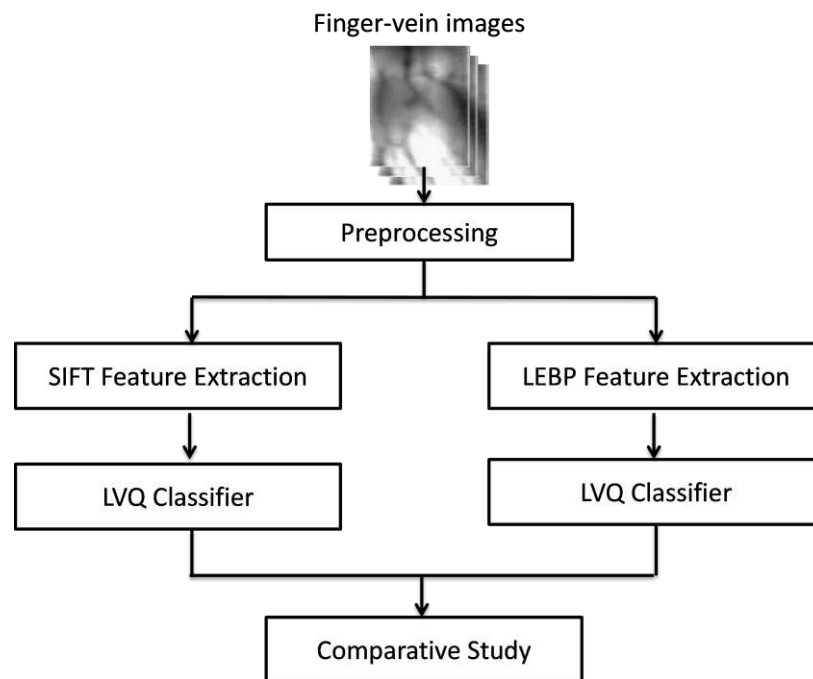 Finger-vein images
Preprocessing
SIFT Feature Extraction
LEBP Feature Extraction
LVQ Classifier
LVQ Classifier
Comparative Study